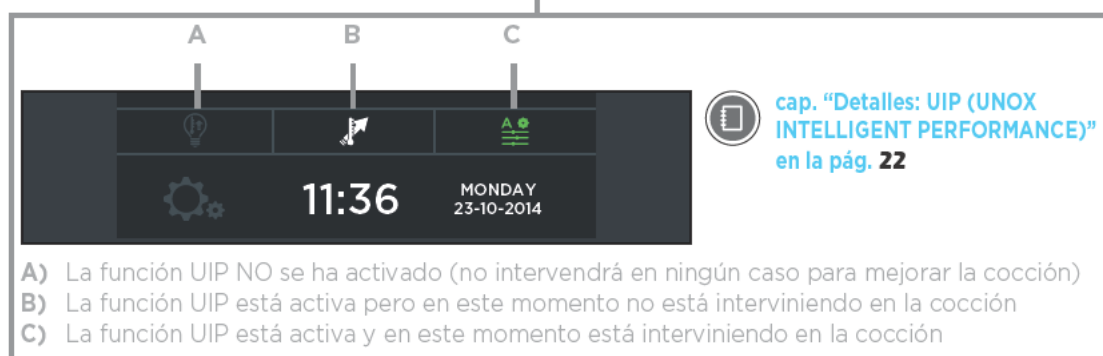 A B C
cap. “Detalles: UIP (UNOX
INTELLIGENT PERFORMANCE)”
en la pág. 22
A
11:36
MONDAY
23-10-2014
A) La función UIP NO se ha activado (no intervendrá en ningún caso para mejorar la cocción)
B) La función UIP está activa pero en este momento no está interviniendo en la cocción
C) La función UIP está activa y en este momento está interviniendo en la cocción